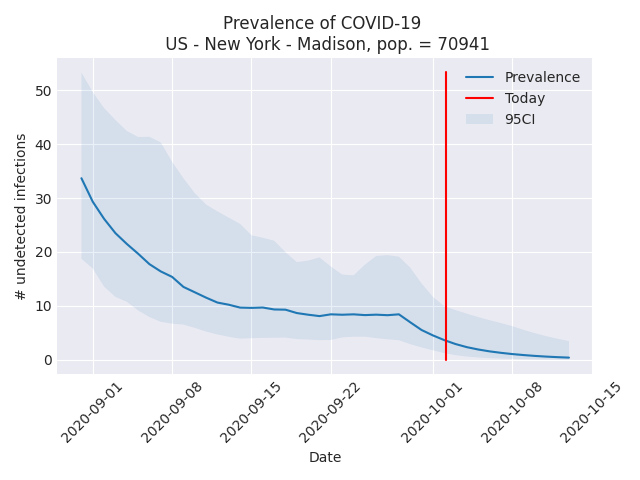 Prevalence of COVID-19
US - New York - Madison, pop. = 70941
Prevalence
Today
95CI
# undetected infections
50
40
30
20
10
0
2020-09-01
2020-09-08
2020-09-15
2020-09-22
2020-10-01
2020-10-08
2020-10-15
Date